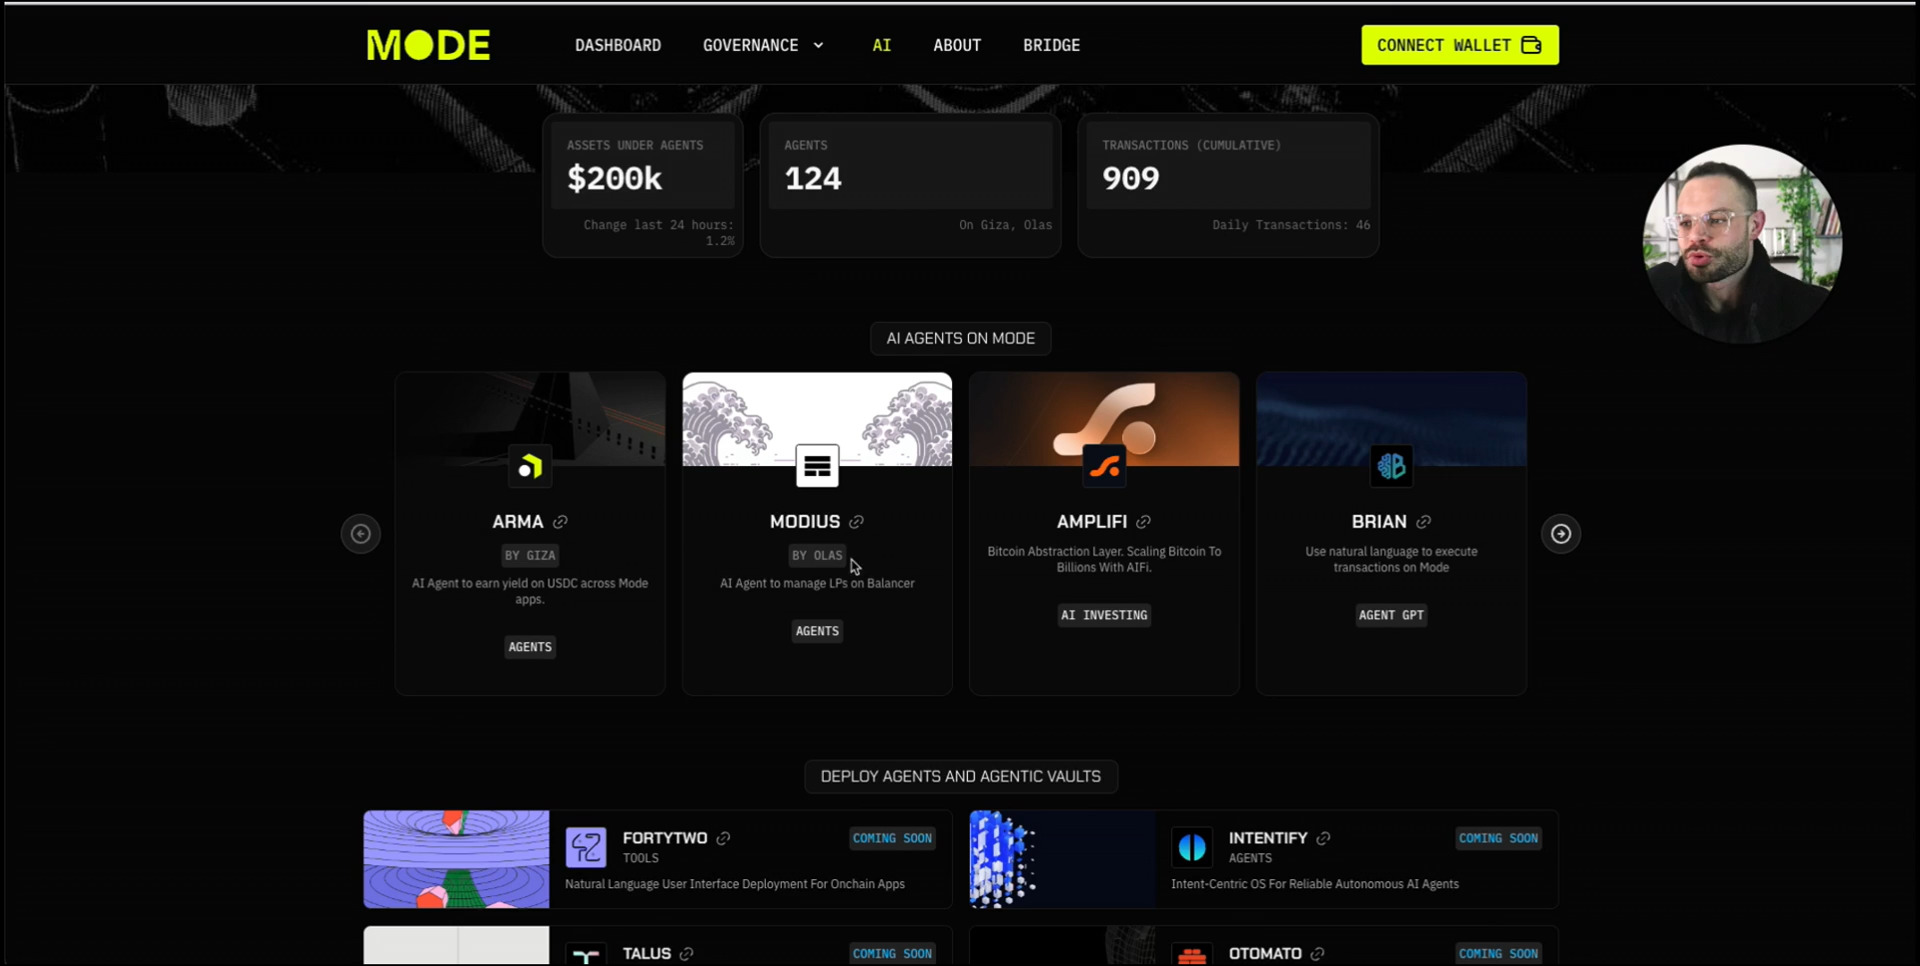 MODE
DASHBOARD
GOVERNANCE
AI
ABOUT
BRIDGE
CONNECT WALLET
ASSETS UNDER AGENTS
$200k
Change last 24 hours:
1.2%
AGENTS
124
On Giza, Olas
TRANSACTIONS (CUMULATIVE)
909
Daily Transactions: 46
AI AGENTS ON MODE
ARMA
BY GIZA
AI Agent to earn yield on USDC across Mode
apps.
AGENTS
MODIUS
BY OLAS
AI Agent to manage LPs on Balancer
AGENTS
AMPLIFI
Bitcoin Abstraction Layer. Scaling Bitcoin To
Billions With AIFi.
AI INVESTING
BRIAN
Use natural language to execute
transactions on Mode
AGENT GPT
DEPLOY AGENTS AND AGENTIC VAULTS
FORTYTWO
COMING SOON
TOOLS
Natural Language User Interface Deployment For Onchain Apps
INTENTIFY
COMING SOON
AGENTS
Intent-Centric OS For Reliable Autonomous AI Agents
TALUS
COMING SOON
OTOMATO
COMING SOON